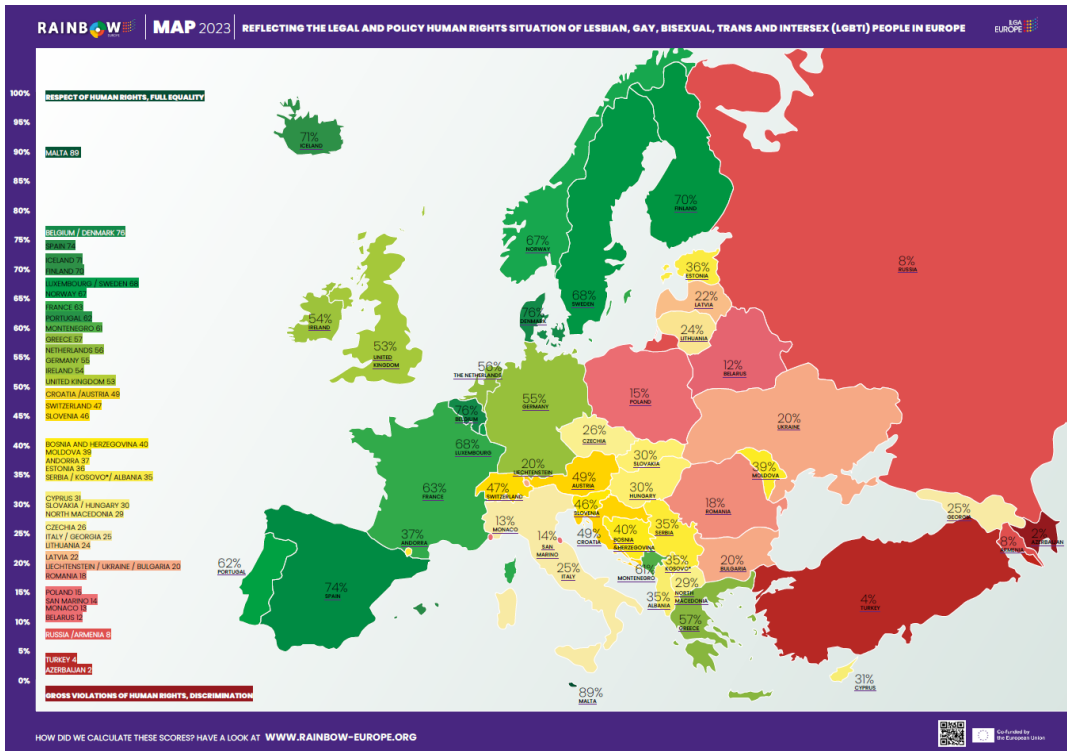 RAINBOW EUROPE
MAP 2023
REFLECTING THE LEGAL AND POLICY HUMAN RIGHTS SITUATION OF LESBIAN, GAY, BISEXUAL, TRANS AND INTERSEX (LGBTI) PEOPLE IN EUROPE
ILGA EUROPE
100%
RESPECT OF HUMAN RIGHTS, FULL EQUALITY
95%
90%
MALTA 89
85%
80%
75%
BELGIUM / DENMARK 76
SPAIN 74
70%
ICELAND 71
FINLAND 70
65%
LUXEMBOURG / SWEDEN 68
NORWAY 67
FRANCE 63
PORTUGAL 62
60%
MONTENEGRO 61
GREECE 57
55%
NETHERLANDS 56
GERMANY 55
IRELAND 54
50%
UNITED KINGDOM 53
CROATIA /AUSTRIA 49
45%
SWITZERLAND 47
SLOVENIA 46
40%
BOSNIA AND HERZEGOVINA 40
MOLDOVA 39
ANDORRA 37
35%
ESTONIA 36
SERBIA / KOSOVO* / ALBANIA 35
30%
CYPRUS 31
SLOVAKIA / HUNGARY 30
NORTH MACEDONIA 29
25%
CZECHIA 26
ITALY / GEORGIA 25
LITHUANIA 24
20%
LATVIA 22
LIECHTENSTEIN / UKRAINE / BULGARIA 20
ROMANIA 18
15%
POLAND 15
SAN MARINO 14
MONACO 13
10%
BELARUS 12
RUSSIA /ARMENIA 8
5%
TURKEY 4
AZERBAIJAN 2
0%
GROSS VIOLATIONS OF HUMAN RIGHTS, DISCRIMINATION
71%
ICELAND
70%
FINLAND
67%
NORWAY
68%
SWEDEN
8%
RUSSIA
36%
ESTONIA
22%
LATVIA
24%
LITHUANIA
76%
DENMARK
54%
IRELAND
53%
UNITED
KINGDOM
56%
THE NETHERLANDS
55%
GERMANY
15%
POLAND
12%
BELARUS
76%
BELGIUM
68%
LUXEMBOURG
26%
CZECHIA
20%
UKRAINE
30%
SLOVAKIA
20%
LIECHTENSTEIN
49%
AUSTRIA
30%
HUNGARY
39%
MOLDOVA
63%
FRANCE
47%
SWITZERLAND
46%
SLOVENIA
18%
ROMANIA
25%
GEORGIA
2%
AZERBAIJAN
8%
ARMENIA
13%
MONACO
14%
SAN
MARINO
49%
CROATIA
40%
BOSNIA
&HERZEGOVINA
35%
SERBIA
37%
ANDORRA
62%
PORTUGAL
74%
SPAIN
25%
ITALY
61%
MONTENEGRO
35%
KOSOVO*
20%
BULGARIA
29%
NORTH
MACEDONIA
35%
ALBANIA
57%
GREECE
4%
TURKEY
31%
CYPRUS
89%
MALTA
HOW DID WE CALCULATE THESE SCORES? HAVE A LOOK AT WWW.RAINBOW-EUROPE.ORG
Co-funded by
the European Union